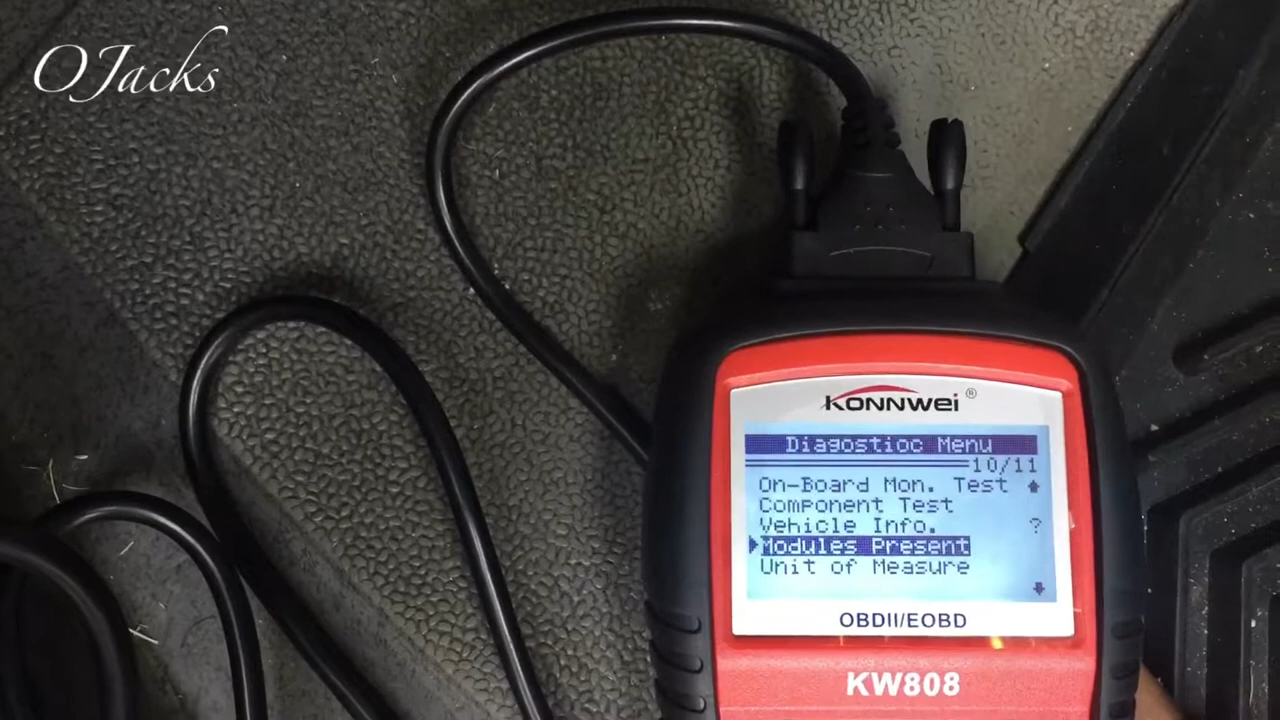 OJacks
KONNWEI®
Diagostioc Menu
10/11
On-Board Mon. Test
Component Test
Vehicle Info. ?
Modules Present
Unit of Measure
OBDII/EOBD
KW808